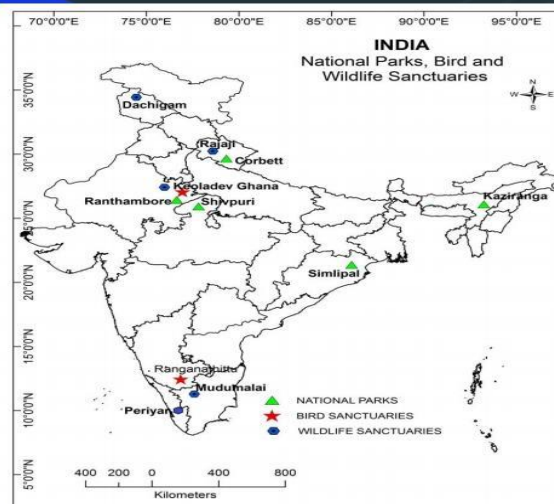 70°0'0"E 75°0'0"E 80°0'0"E 85°0'0"E 90°0'0"E 95°0'0"E
INDIA
National Parks, Bird and
Wildlife Sanctuaries
N
W E
S
35°0'0"N
Dachigam
30°0'0"N
Rajaji
Corbett
Keoladev Ghana
Ranthambore
Shivpuri
Kaziranga
25°0'0"N
Simlipal
20°0'0"N
15°0'0"N
Ranganathittu
Mudumalai
Periyar
10°0'0"N
NATIONAL PARKS
BIRD SANCTUARIES
WILDLIFE SANCTUARIES
5°0'0"N
400 200 0 400 800
Kilometers